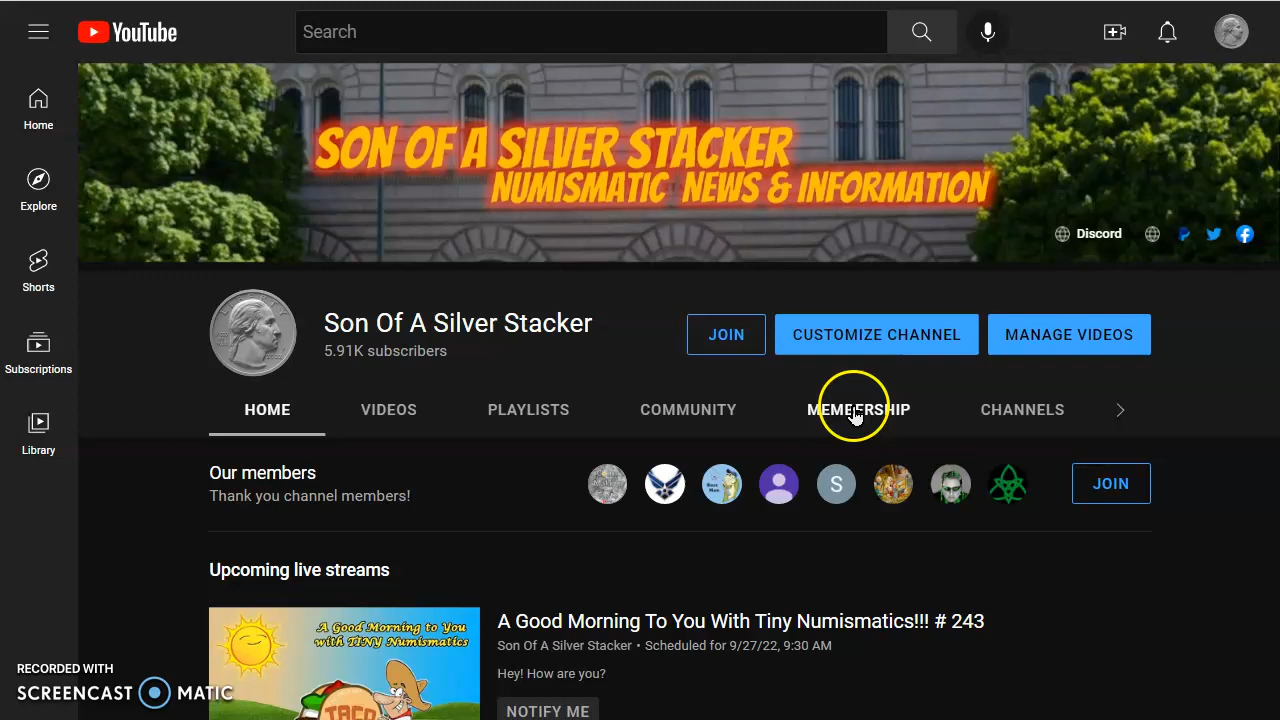 YouTube
Search
Home
Explore
Shorts
Subscriptions
Library
SON OF A SILVER STACKER
NUMISMATIC NEWS & INFORMATION
Discord
Son Of A Silver Stacker
5.91K subscribers
JOIN
CUSTOMIZE CHANNEL
MANAGE VIDEOS
HOME
VIDEOS
PLAYLISTS
COMMUNITY
MEMBERSHIP
CHANNELS
Our members
Thank you channel members!
S
JOIN
Upcoming live streams
A Good Morning to You
with TINY Numismatics!
TACO
A Good Morning To You With Tiny Numismatics!!! # 243
Son Of A Silver Stacker • Scheduled for 9/27/22, 9:30 AM
Hey! How are you?
NOTIFY ME
RECORDED WITH
SCREENCAST MATIC